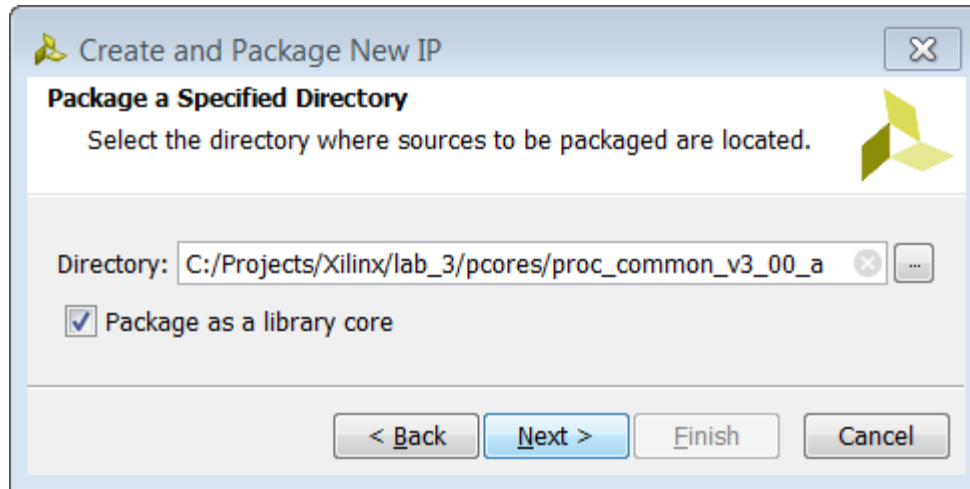 Create and Package New IP
Package a Specified Directory
Select the directory where sources to be packaged are located.
Directory: C:/Projects/Xilinx/lab_3/pcores/proc_common_v3_00_a ...
Package as a library core
< Back Next > Finish Cancel